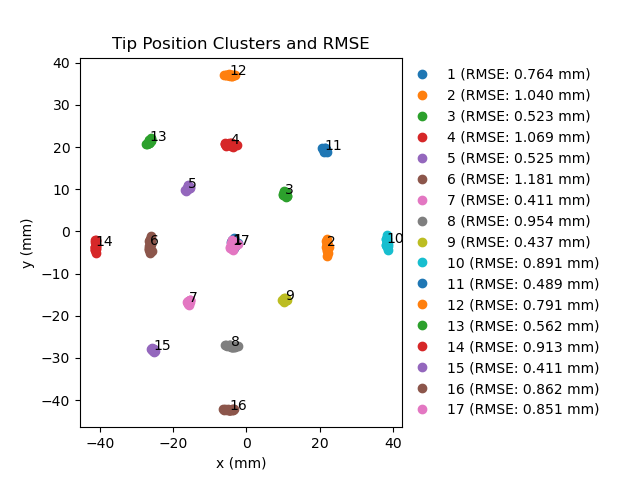 Tip Position Clusters and RMSE
y (mm)
40
30
20
10
0
−10
−20
−30
−40
12
13
4
11
5
3
14
6
17
2
10
7
9
15
8
16
−40
−20
0
20
40
x (mm)
1 (RMSE: 0.764 mm)
2 (RMSE: 1.040 mm)
3 (RMSE: 0.523 mm)
4 (RMSE: 1.069 mm)
5 (RMSE: 0.525 mm)
6 (RMSE: 1.181 mm)
7 (RMSE: 0.411 mm)
8 (RMSE: 0.954 mm)
9 (RMSE: 0.437 mm)
10 (RMSE: 0.891 mm)
11 (RMSE: 0.489 mm)
12 (RMSE: 0.791 mm)
13 (RMSE: 0.562 mm)
14 (RMSE: 0.913 mm)
15 (RMSE: 0.411 mm)
16 (RMSE: 0.862 mm)
17 (RMSE: 0.851 mm)